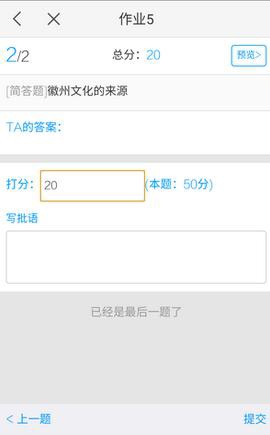 作业5
2/2
总分：20
预览>
[简答题]徽州文化的来源
TA的答案：
打分：
20
(本题：50分)
写批语
已经是最后一题了
< 上一题
提交